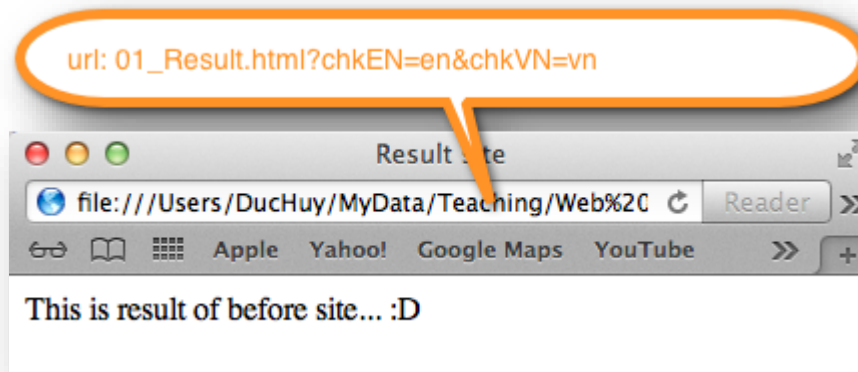 url: 01_Result.html?chkEN=en&chkVN=vn
Result site
file:///Users/DucHuy/MyData/Teaching/Web%20 Reader
Apple Yahoo! Google Maps YouTube
This is result of before site... :D